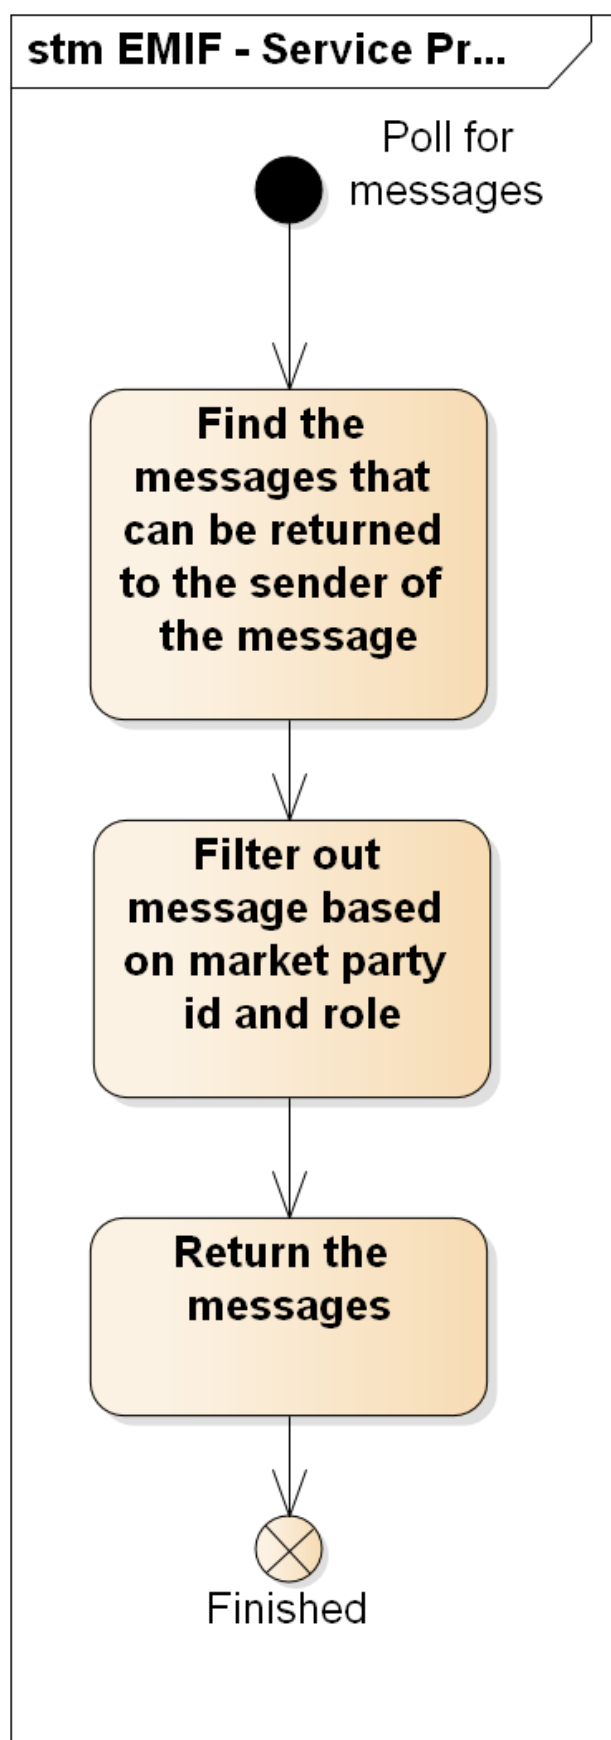 stm EMIF - Service Pr...
Poll for
messages
Find the
messages that
can be returned
to the sender of
the message
Filter out
message based
on market party
id and role
Return the
messages
Finished